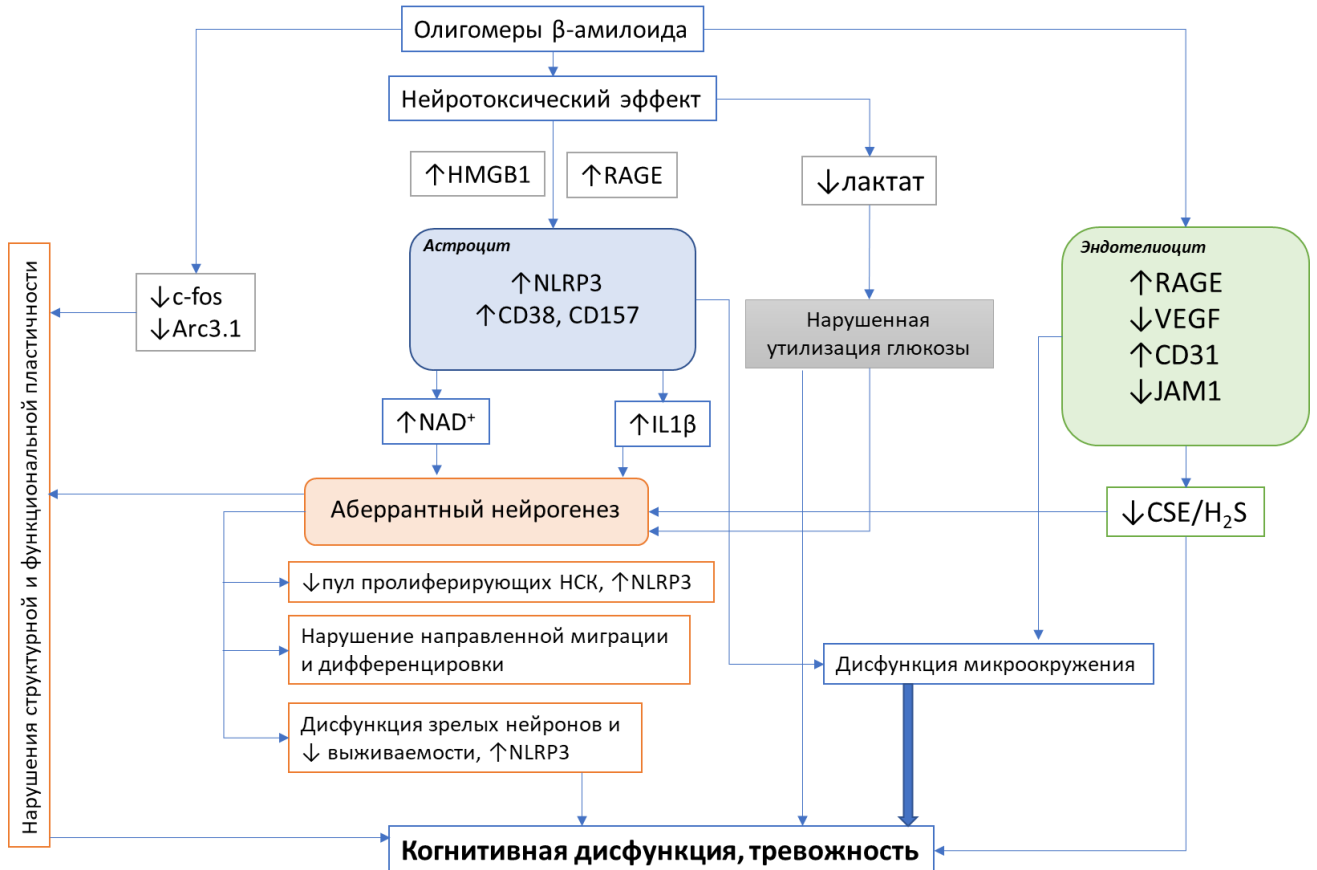 Олигомеры β-амилоида
Нейротоксический эффект
↑HMGB1
↑RAGE
↓лактат
Астроцит
↑NLRP3
↑CD38, CD157
Эндотелиоцит
↑RAGE
↓VEGF
↑CD31
↓JAM1
Нарушения структурной и функциональной пластичности
↓c-fos
↓Arc3.1
Нарушенная
утилизация глюкозы
↑NAD⁺
↑IL1β
Аберрантный нейрогенез
↓CSE/H₂S
↓пул пролиферирующих НСК, ↑NLRP3
Нарушение направленной миграции
и дифференцировки
Дисфункция микроокружения
Дисфункция зрелых нейронов и
↓ выживаемости, ↑NLRP3
Когнитивная дисфункция, тревожность